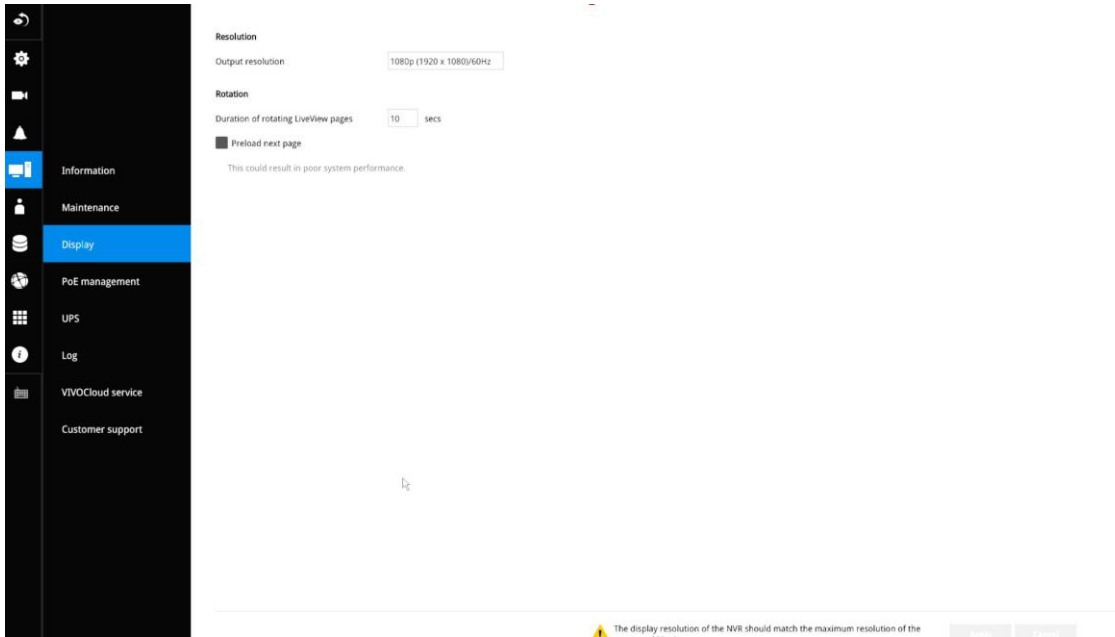 Resolution
Output resolution 1080p (1920 x 1080)/60Hz
Rotation
Duration of rotating LiveView pages 10 secs
Preload next page
This could result in poor system performance.
Information
Maintenance
Display
PoE management
UPS
Log
VIVOCloud service
Customer support
The display resolution of the NVR should match the maximum resolution of the